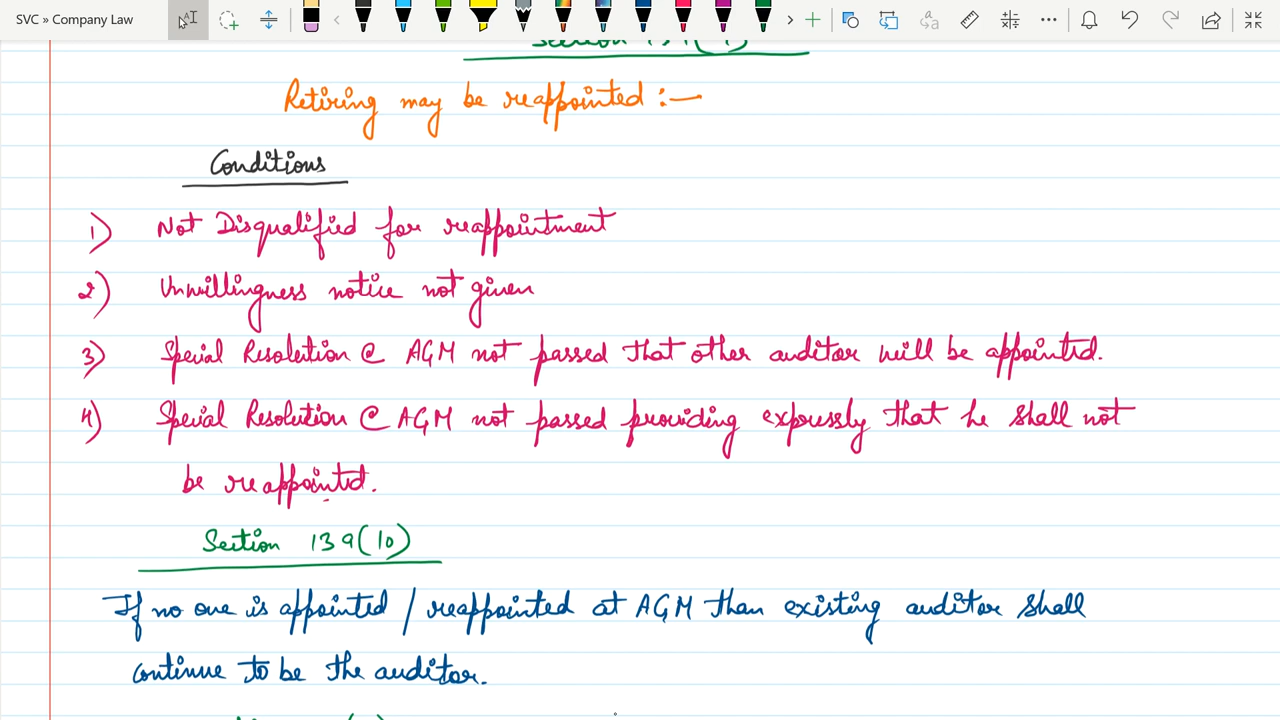 SVC » Company Law
Retiring may be reappointed :—
Conditions
1) Not Disqualified for reappointment
2) Unwillingness notice not given
3) Special Resolution @ AGM not passed that other auditor will be appointed.
4) Special Resolution @ AGM not passed providing expressly that he shall not
be reappointed.
Section 139(10)
If no one is appointed / reappointed at AGM than existing auditor shall
continue to be the auditor.